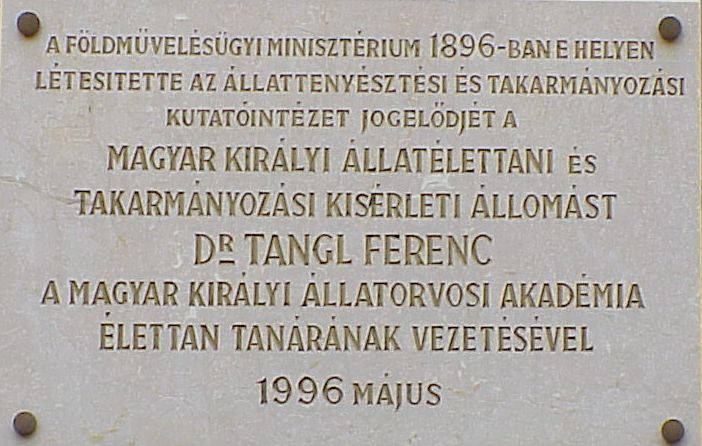 A FÖLDMŰVELÉSÜGYI MINISZTÉRIUM 1896-BAN E HELYEN
LÉTESITETTE AZ ÁLLATTENYÉSZTÉSI ÉS TAKARMÁNYOZÁSI
KUTATÓINTÉZET JOGELŐDJÉT A
MAGYAR KIRÁLYI ÁLLATÉLETTANI ÉS
TAKARMÁNYOZÁSI KISÉRLETI ÁLLOMÁST
DR TANGL FERENC
A MAGYAR KIRÁLYI ÁLLATORVOSI AKADÉMIA
ÉLETTAN TANÁRÁNAK VEZETÉSÉVEL
1996 MÁJUS